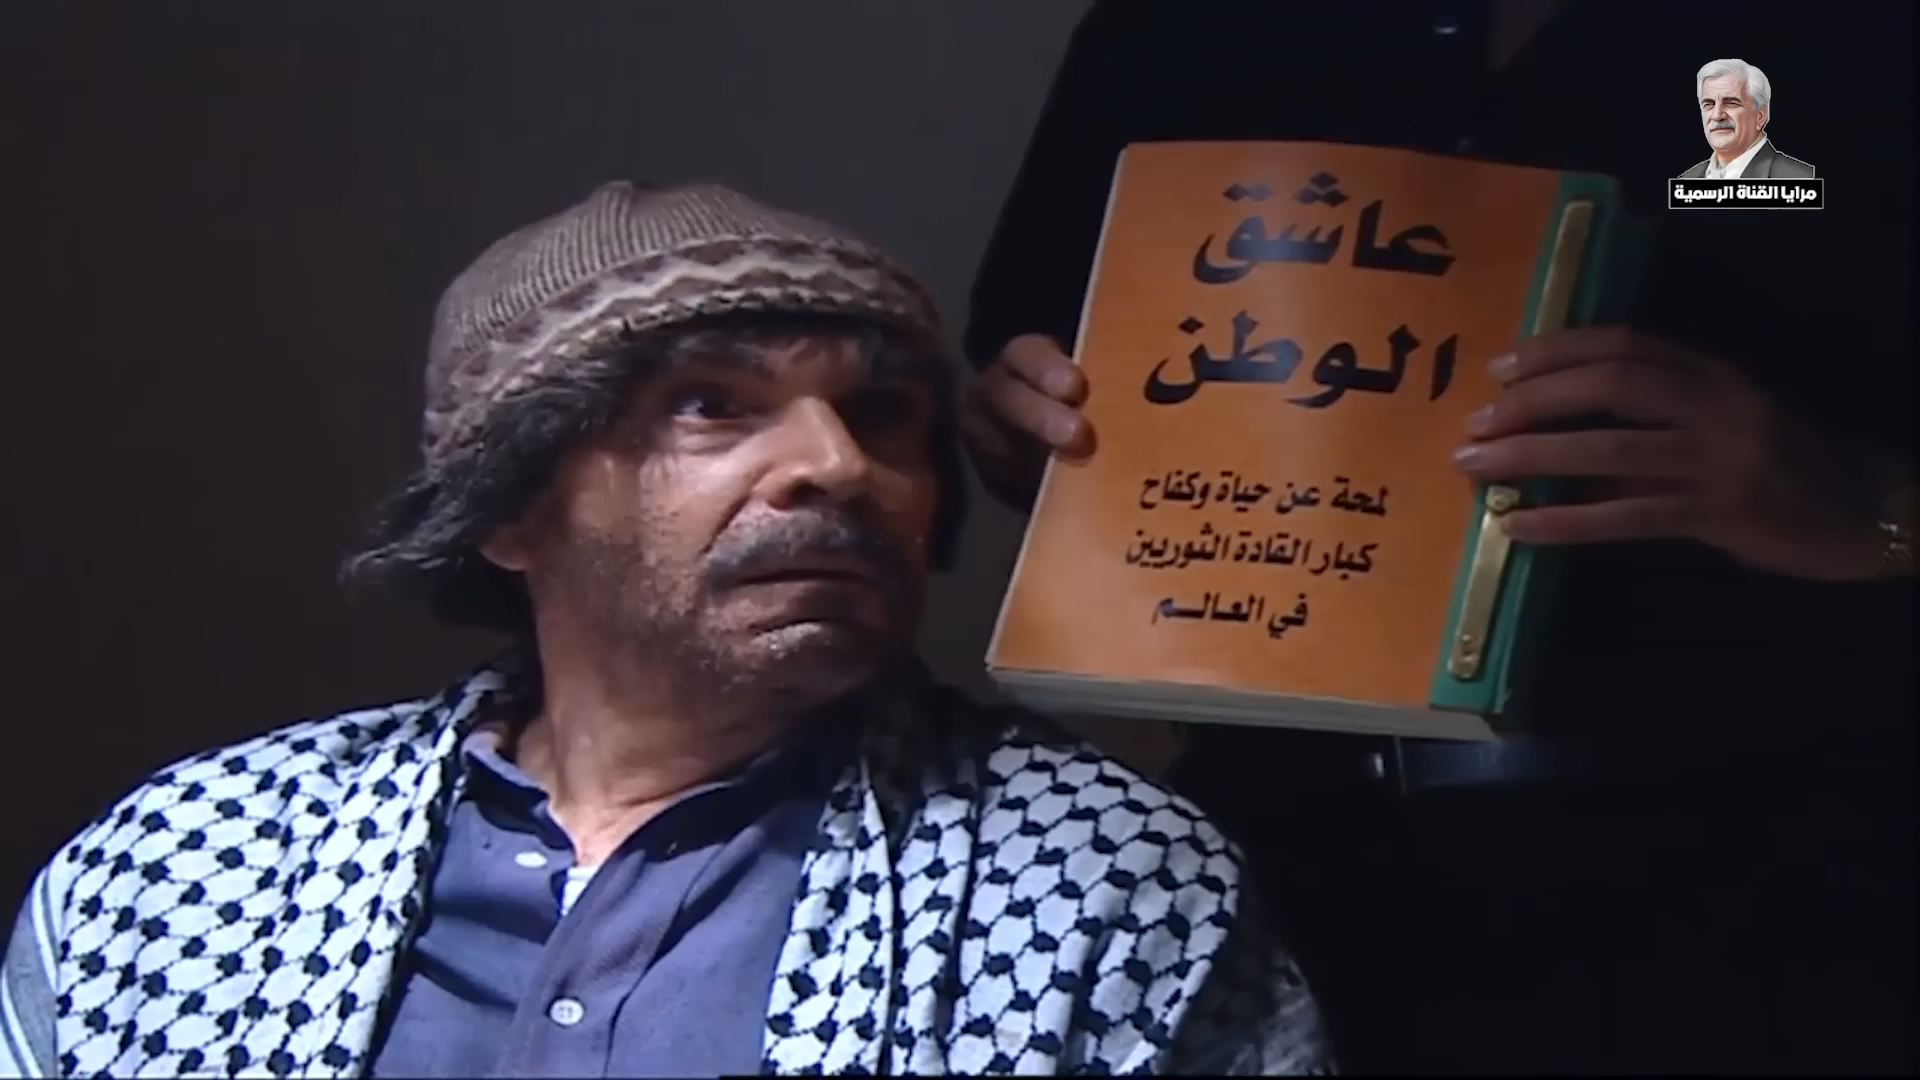 عاشق
الوطن
لمحة عن حياة وكفاح
كبار القادة الثوريين
في العالم
مرايا القناة الرسمية